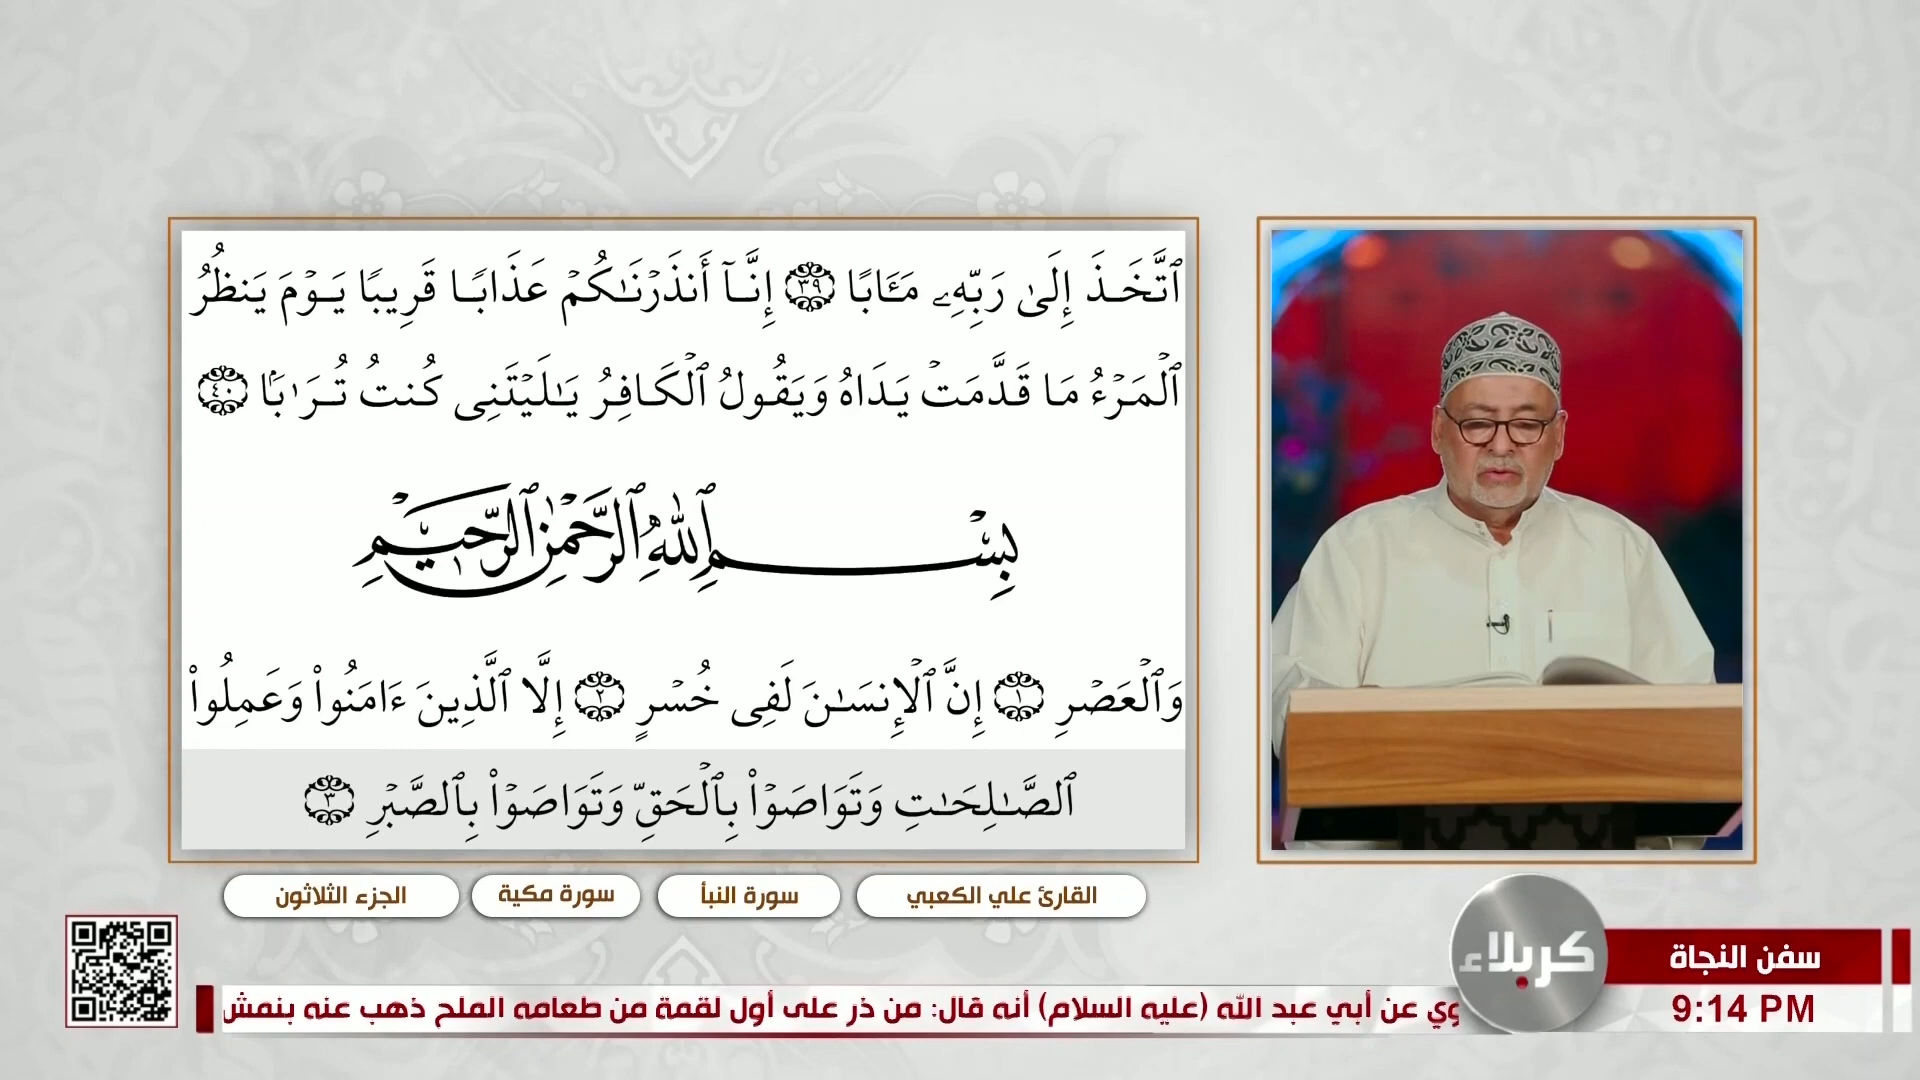 ٱتَّخَذَ إِلَىٰ رَبِّهِۦ مَـَٔابًا ۝٣٩ إِنَّآ أَنذَرۡنَـٰكُمۡ عَذَابًا قَرِيبًا يَوۡمَ يَنظُرُ
ٱلۡمَرۡءُ مَا قَدَّمَتۡ يَدَاهُ وَيَقُولُ ٱلۡكَافِرُ يَـٰلَيۡتَنِى كُنتُ تُرَٰبَۢا ۝٤٠
بِسۡمِ ٱللَّهِ ٱلرَّحۡمَـٰنِ ٱلرَّحِيمِ
وَٱلۡعَصۡرِ ۝١ إِنَّ ٱلۡإِنسَـٰنَ لَفِى خُسۡرٍ ۝٢ إِلَّا ٱلَّذِينَ ءَامَنُوا۟ وَعَمِلُوا۟
ٱلصَّـٰلِحَـٰتِ وَتَوَاصَوۡا۟ بِٱلۡحَقِّ وَتَوَاصَوۡا۟ بِٱلصَّبۡرِ ۝٣
القارئ علي الكعبي
سورة النبأ
سورة مكية
الجزء الثلاثون
كربلاء
سفن النجاة
9:14 PM
عن أبي عبد الله (عليه السلام) أنه قال: من ذر على أول لقمة من طعامه الملح ذهب عنه بنمش